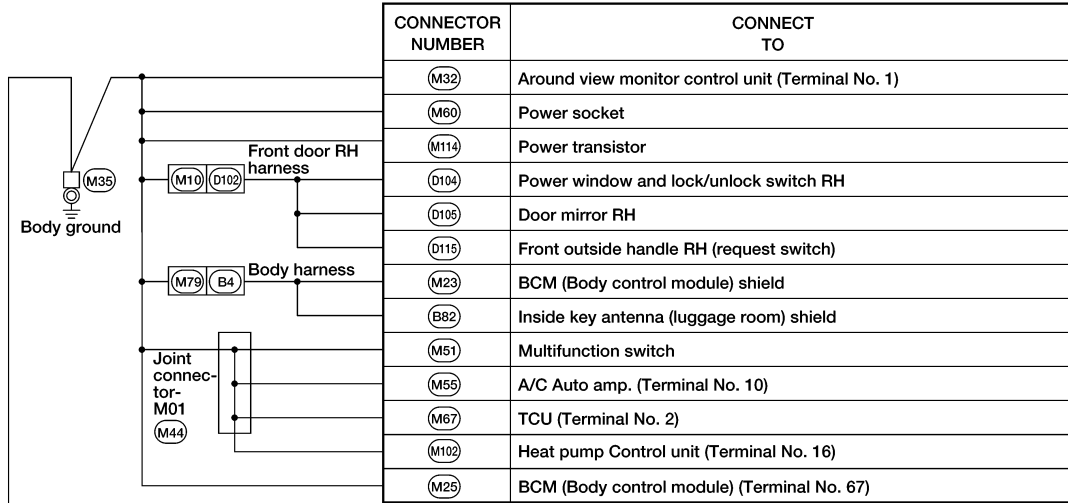 CONNECTOR NUMBER
CONNECT TO
M32 Around view monitor control unit (Terminal No. 1)
M60 Power socket
M114 Power transistor
Front door RH harness
M10 D102
D104 Power window and lock/unlock switch RH
M35
Body ground
D105 Door mirror RH
D115 Front outside handle RH (request switch)
Body harness
M79 B4
M23 BCM (Body control module) shield
B82 Inside key antenna (luggage room) shield
M51 Multifunction switch
Joint
connec-
tor-
M01
M44
M55 A/C Auto amp. (Terminal No. 10)
M67 TCU (Terminal No. 2)
M102 Heat pump Control unit (Terminal No. 16)
M25 BCM (Body control module) (Terminal No. 67)